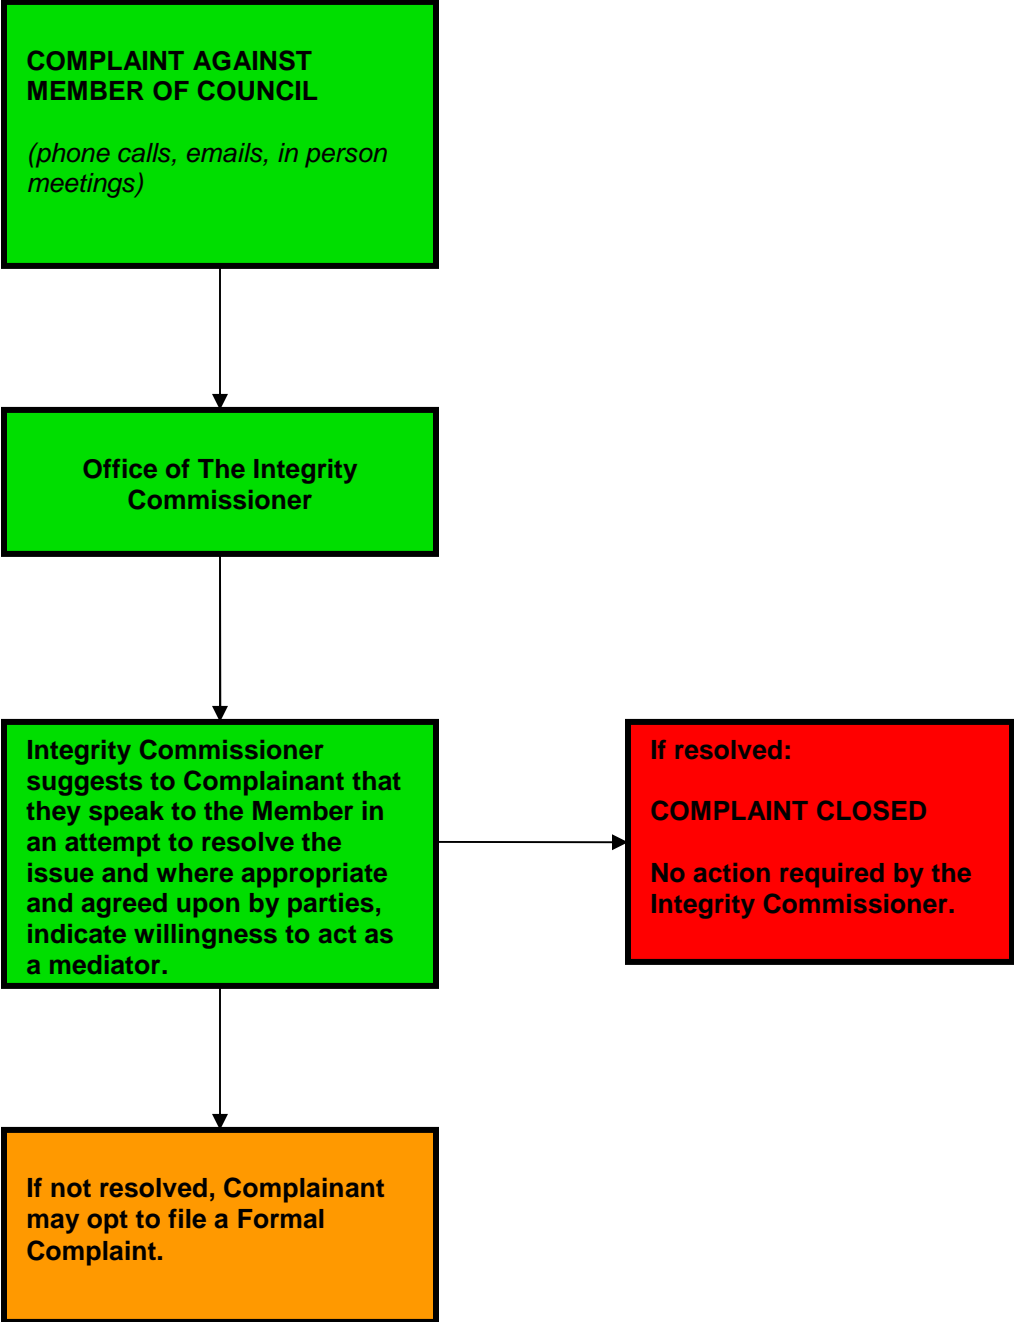 COMPLAINT AGAINST
MEMBER OF COUNCIL
(phone calls, emails, in person
meetings)
Office of The Integrity
Commissioner
Integrity Commissioner
suggests to Complainant that
they speak to the Member in
an attempt to resolve the
issue and where appropriate
and agreed upon by parties,
indicate willingness to act as
a mediator.
If resolved:
COMPLAINT CLOSED
No action required by the
Integrity Commissioner.
If not resolved, Complainant
may opt to file a Formal
Complaint.